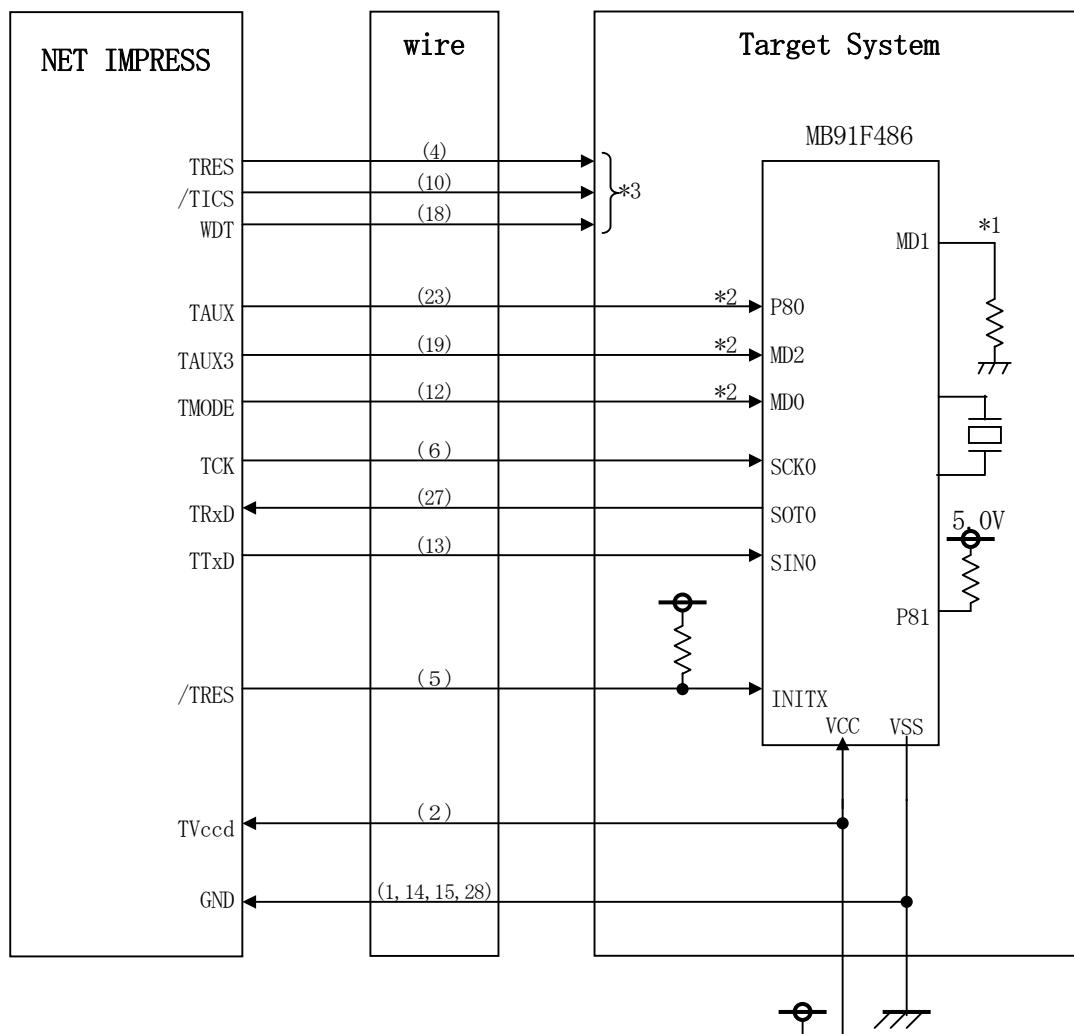 NET IMPRESS
wire
Target System
MB91F486
TRES
(4)
/TICS
(10)
*3
WDT
(18)
MD1
*1
TAUX
(23)
*2
P80
TAUX3
(19)
*2
MD2
TMODE
(12)
*2
MD0
TCK
(6)
SCK0
TRxD
(27)
SOT0
5.0V
TTxD
(13)
SIN0
P81
/TRES
(5)
INITX
VCC
VSS
TVccd
(2)
GND
(1,14,15,28)